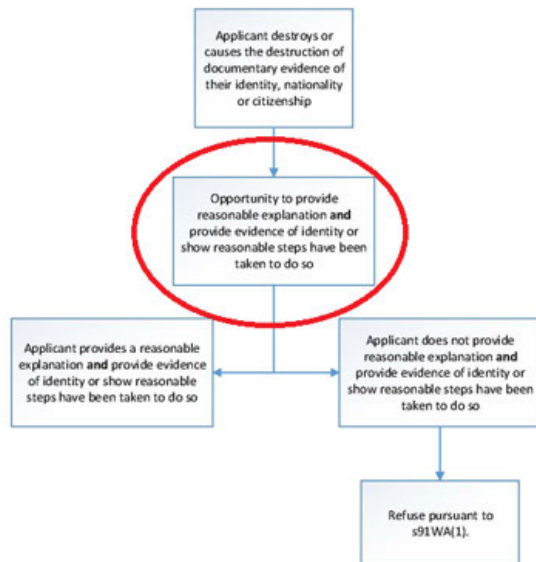 Applicant destroys or
causes the destruction of
documentary evidence of
their identity, nationality
or citizenship
Opportunity to provide
reasonable explanation and
provide evidence of identity or
show reasonable steps have been
taken to do so
Applicant provides a reasonable
explanation and provide evidence
of identity or show reasonable
steps have been taken to do so
Applicant does not provide
reasonable explanation and
provide evidence of identity or
show reasonable steps have been
taken to do so
Refuse pursuant to
s91WA(1).